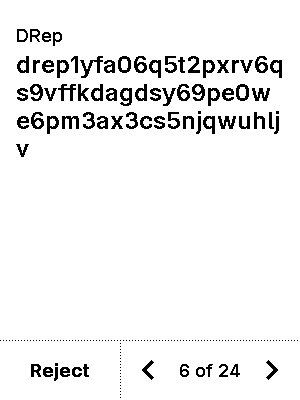 DRep
drep1yfa06q5t2pxrv6q
s9vffkdagdsy69pe0w
e6pm3ax3cs5njqwuhlj
v
Reject
6 of 24